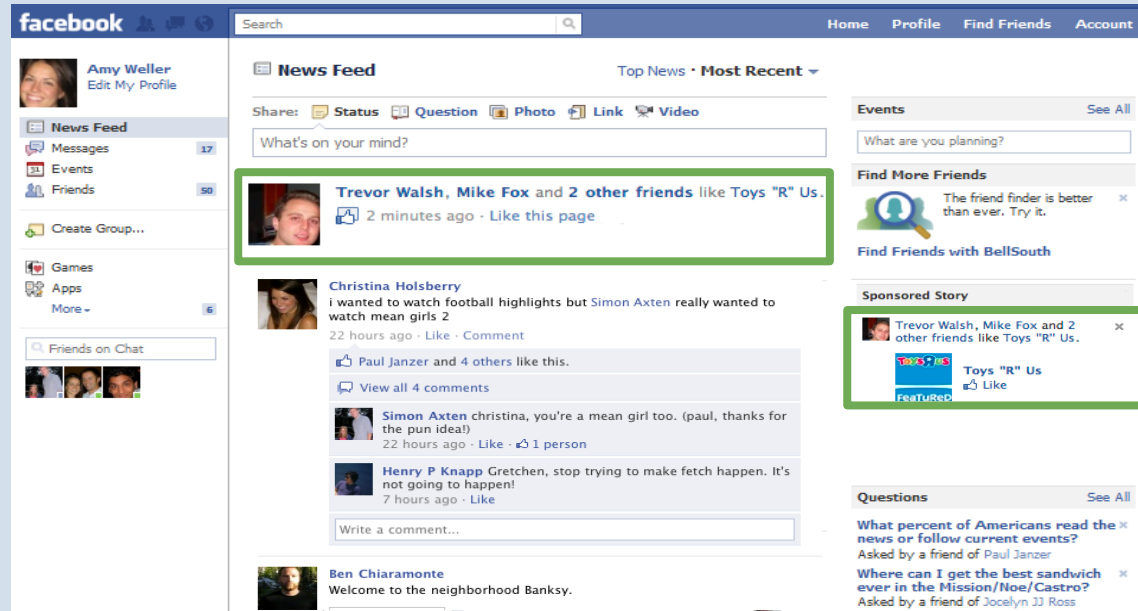 facebook
Search
Home Profile Find Friends Account
Amy Weller
Edit My Profile
News Feed
Messages 17
31 Events
Friends 50
Create Group...
Games
Apps
More 6
Friends on Chat
News Feed
Top News · Most Recent
Share: Status Question Photo Link Video
What's on your mind?
Trevor Walsh, Mike Fox and 2 other friends like Toys "R" Us.
2 minutes ago · Like this page
Christina Holsberry
i wanted to watch football highlights but Simon Axten really wanted to
watch mean girls 2
22 hours ago · Like · Comment
Paul Janzer and 4 others like this.
View all 4 comments
Simon Axten christina, you're a mean girl too. (paul, thanks for
the pun idea!)
22 hours ago · Like · 1 person
Henry P Knapp Gretchen, stop trying to make fetch happen. It's
not going to happen!
7 hours ago · Like
Write a comment...
Ben Chiaramonte
Welcome to the neighborhood Banksy.
Events See All
What are you planning?
Find More Friends
The friend finder is better ×
than ever. Try it.
Find Friends with BellSouth
Sponsored Story
Trevor Walsh, Mike Fox and 2 ×
other friends like Toys "R" Us.
TOYS R US
Toys "R" Us
Like
FeaTuReD
Questions See All
What percent of Americans read the ×
news or follow current events?
Asked by a friend of Paul Janzer
Where can I get the best sandwich ×
ever in the Mission/Noe/Castro?
Asked by a friend of Jocelyn JJ Ross